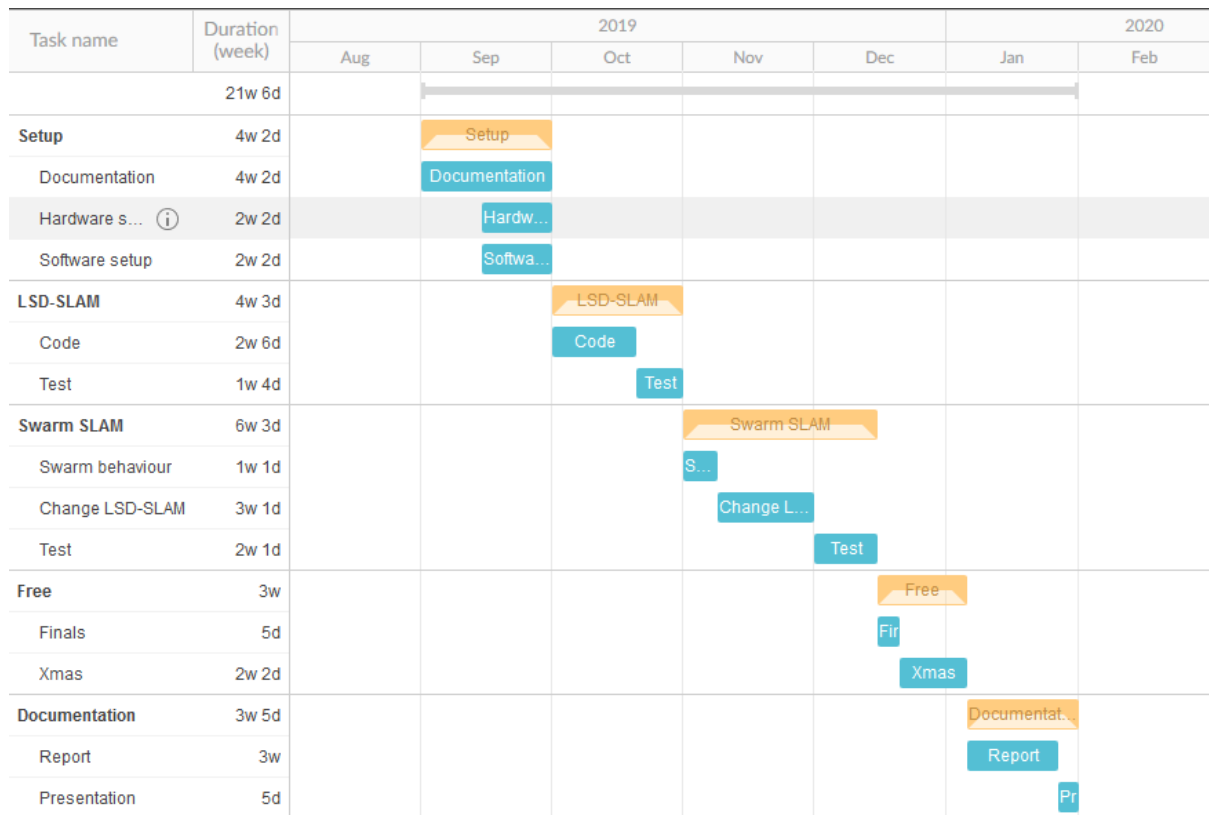 Task name Duration (week) 2019 2020
Aug Sep Oct Nov Dec Jan Feb
21w 6d
Setup 4w 2d Setup
Documentation 4w 2d Documentation
Hardware s... i 2w 2d Hardw...
Software setup 2w 2d Softwa...
LSD-SLAM 4w 3d LSD-SLAM
Code 2w 6d Code
Test 1w 4d Test
Swarm SLAM 6w 3d Swarm SLAM
Swarm behaviour 1w 1d S...
Change LSD-SLAM 3w 1d Change L...
Test 2w 1d Test
Free 3w Free
Finals 5d Fir
Xmas 2w 2d Xmas
Documentation 3w 5d Documentat...
Report 3w Report
Presentation 5d Pr